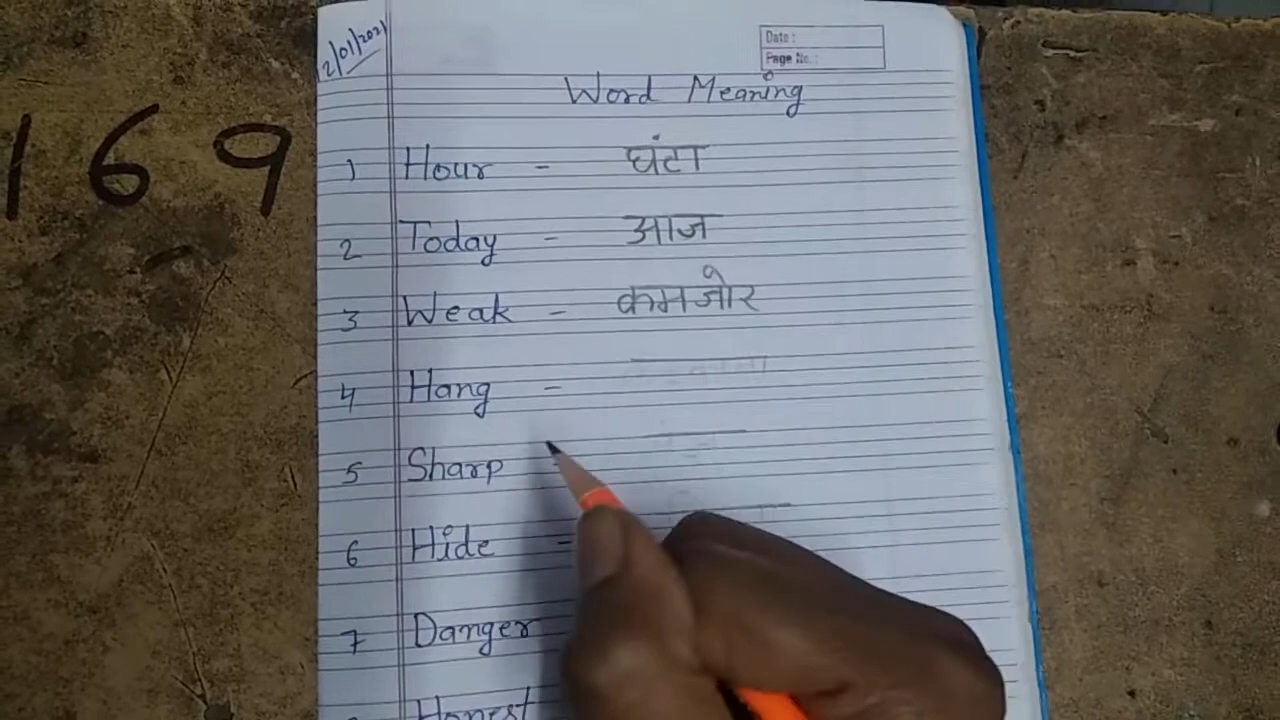 169
12/01/2021
Date :
Page No. :
Word Meaning
1 Hour - घंटा
2 Today - आज
3 Weak - कमजोर
4 Hang -
5 Sharp
6 Hide -
7 Danger
Honest